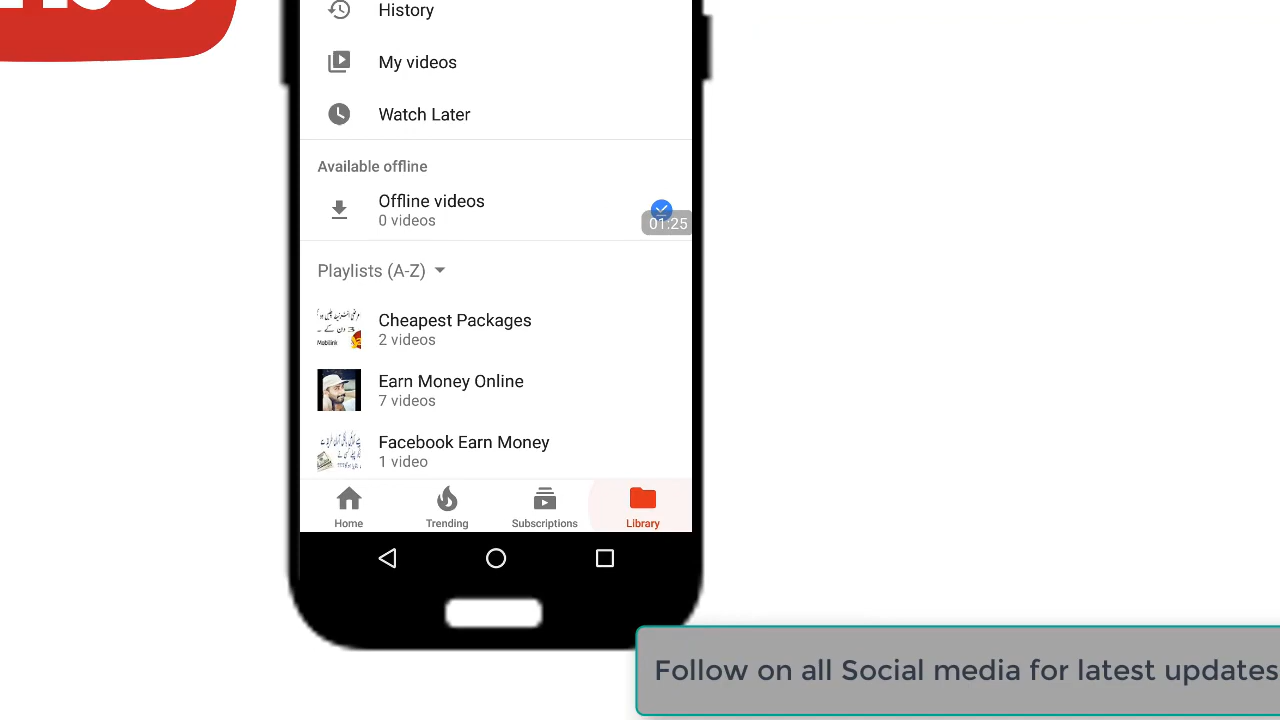 History
My videos
Watch Later
Available offline
Offline videos
0 videos
01:25
Playlists (A-Z)
Cheapest Packages
2 videos
Mobilink
Earn Money Online
7 videos
Facebook Earn Money
1 video
Home
Trending
Subscriptions
Library
Follow on all Social media for latest updates